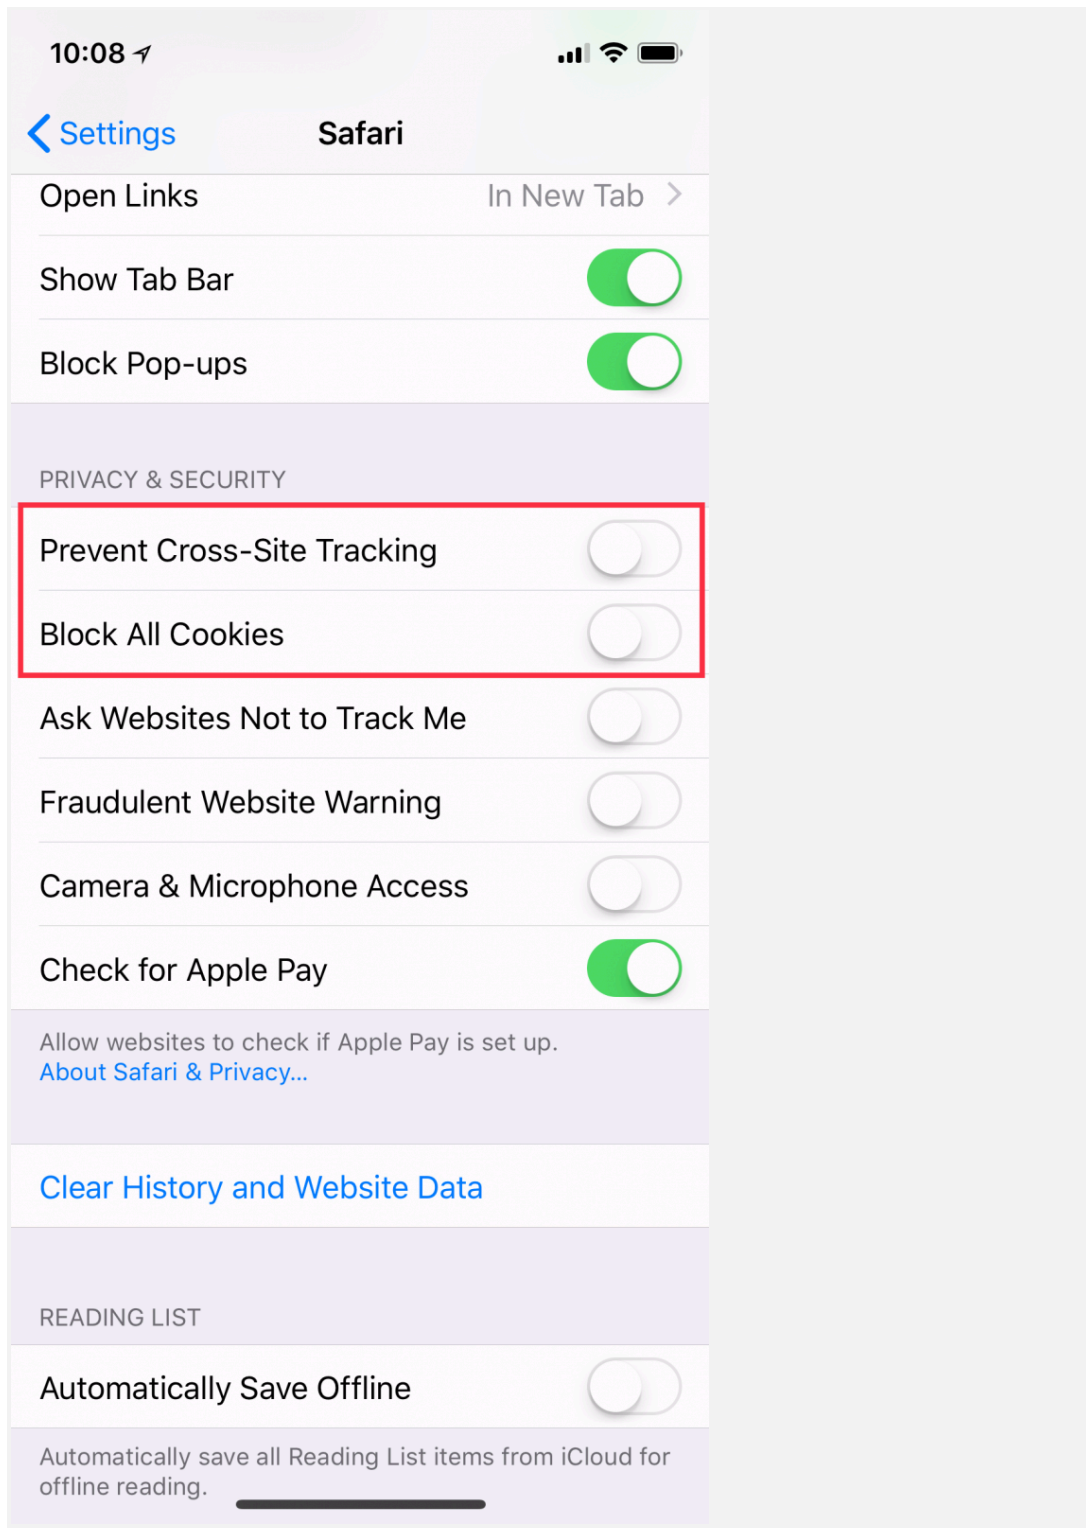 10:08
Settings
Safari
Open Links
In New Tab
Show Tab Bar
Block Pop-ups
PRIVACY & SECURITY
Prevent Cross-Site Tracking
Block All Cookies
Ask Websites Not to Track Me
Fraudulent Website Warning
Camera & Microphone Access
Check for Apple Pay
Allow websites to check if Apple Pay is set up.
About Safari & Privacy...
Clear History and Website Data
READING LIST
Automatically Save Offline
Automatically save all Reading List items from iCloud for
offline reading.